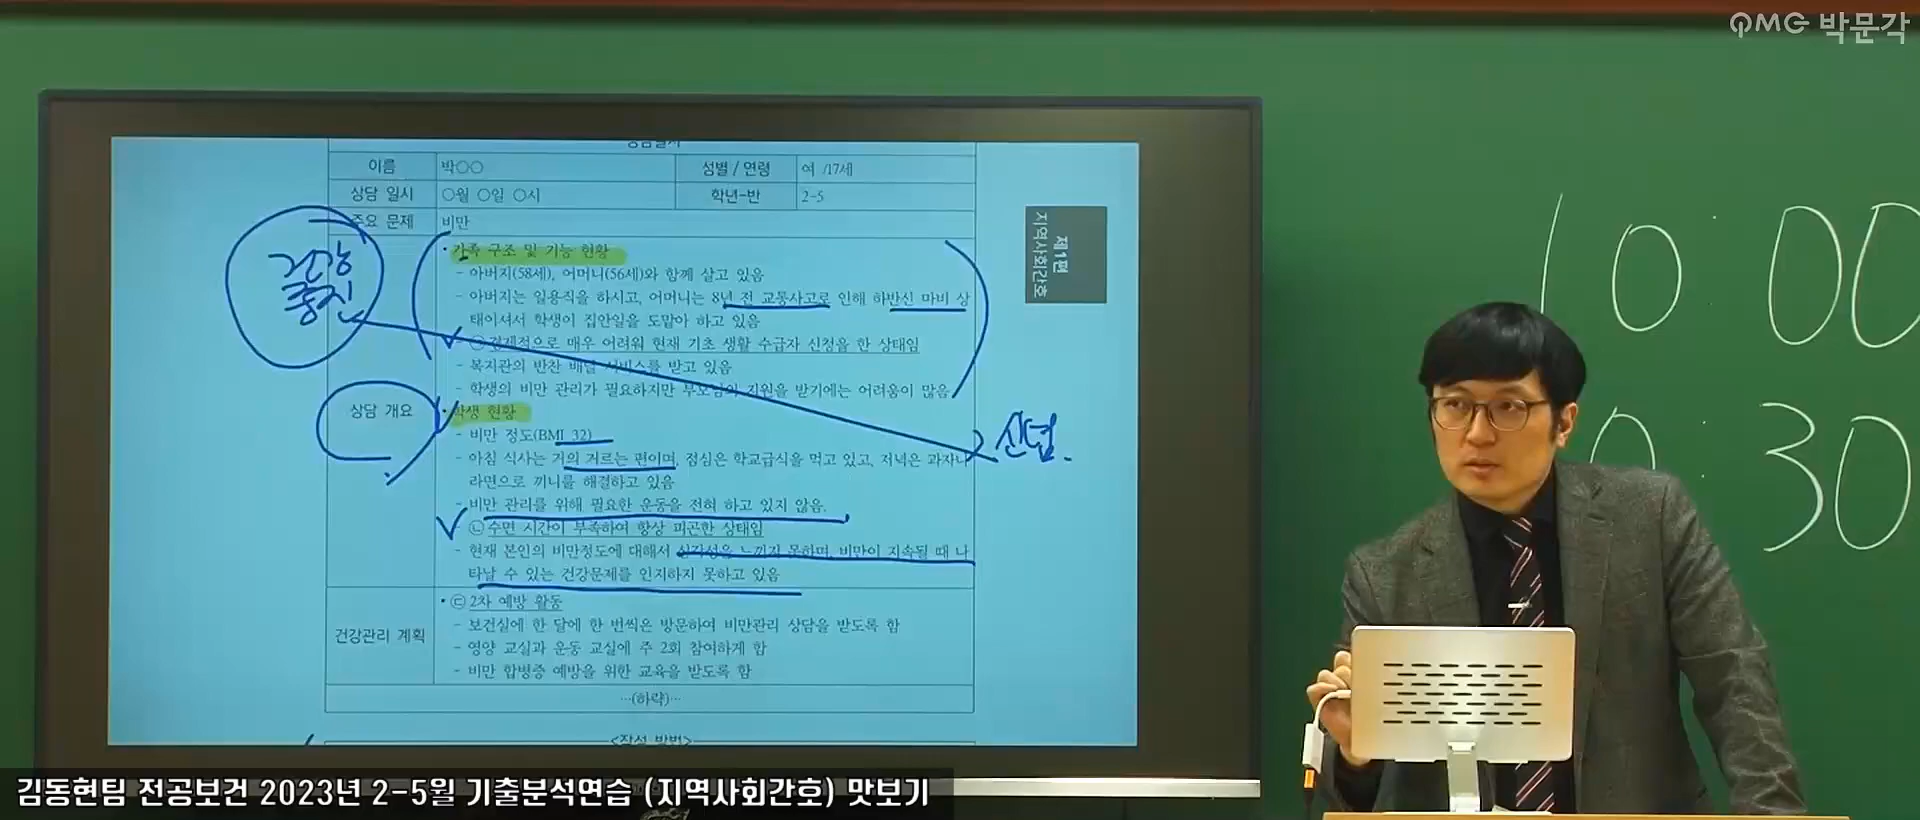 PMG 박문각
상담일지
이름 박○○ 성별 / 연령 여 /17세
상담 일시 ○월 ○일 ○시 학년-반 2-5
주요 문제 비만
상담 개요
• 가족 구조 및 기능 현황
- 아버지(58세), 어머니(56세)와 함께 살고 있음
- 아버지는 일용직을 하시고, 어머니는 8년 전 교통사고로 인해 하반신 마비 상
태이셔서 학생이 집안일을 도맡아 하고 있음
- ㉠ 경제적으로 매우 어려워 현재 기초 생활 수급자 신청을 한 상태임
- 복지관의 반찬 배달 서비스를 받고 있음
- 학생의 비만 관리가 필요하지만 부모님의 지원을 받기에는 어려움이 많음
• 학생 현황
- 비만 정도(BMI 32)
- 아침 식사는 거의 거르는 편이며, 점심은 학교급식을 먹고 있고, 저녁은 과자나
라면으로 끼니를 해결하고 있음
- 비만 관리를 위해 필요한 운동을 전혀 하고 있지 않음.
- ㉡ 수면 시간이 부족하여 항상 피곤한 상태임
- 현재 본인의 비만정도에 대해서 심각성을 느끼지 못하며, 비만이 지속될 때 나
타날 수 있는 건강문제를 인지하지 못하고 있음
건강관리 계획
• ㉢ 2차 예방 활동
- 보건실에 한 달에 한 번씩은 방문하여 비만관리 상담을 받도록 함
- 영양 교실과 운동 교실에 주 2회 참여하게 함
- 비만 합병증 예방을 위한 교육을 받도록 함
…(하략)…
<작성 방법>
제1편
지역사회간호
건강
증진
신념.
10:00
10:30
김동현팀 전공보건 2023년 2-5월 기출분석연습 (지역사회간호) 맛보기